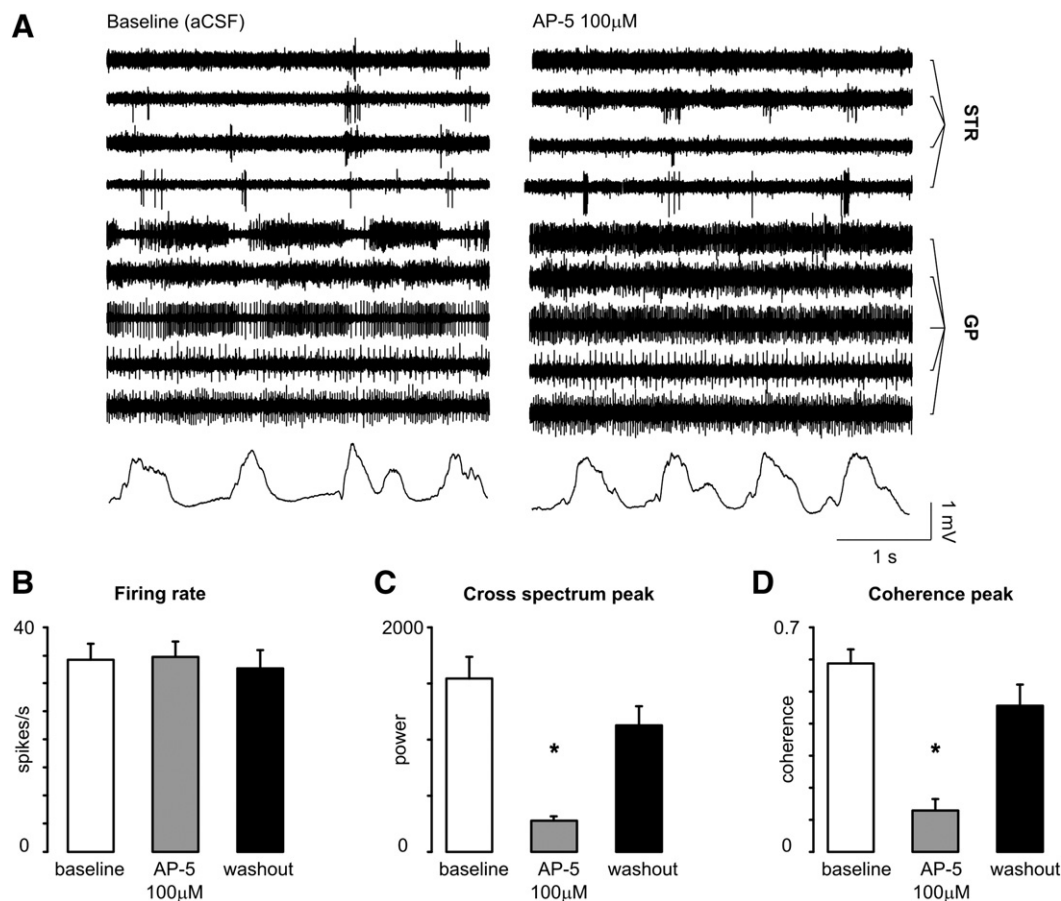 A
Baseline (aCSF)
AP-5 100µM
STR
GP
1 mV
1 s
B
Firing rate
40
spikes/s
0
baseline
AP-5
100µM
washout
C
Cross spectrum peak
2000
power
0
baseline
*
AP-5
100µM
washout
D
Coherence peak
0.7
coherence
0
baseline
*
AP-5
100µM
washout